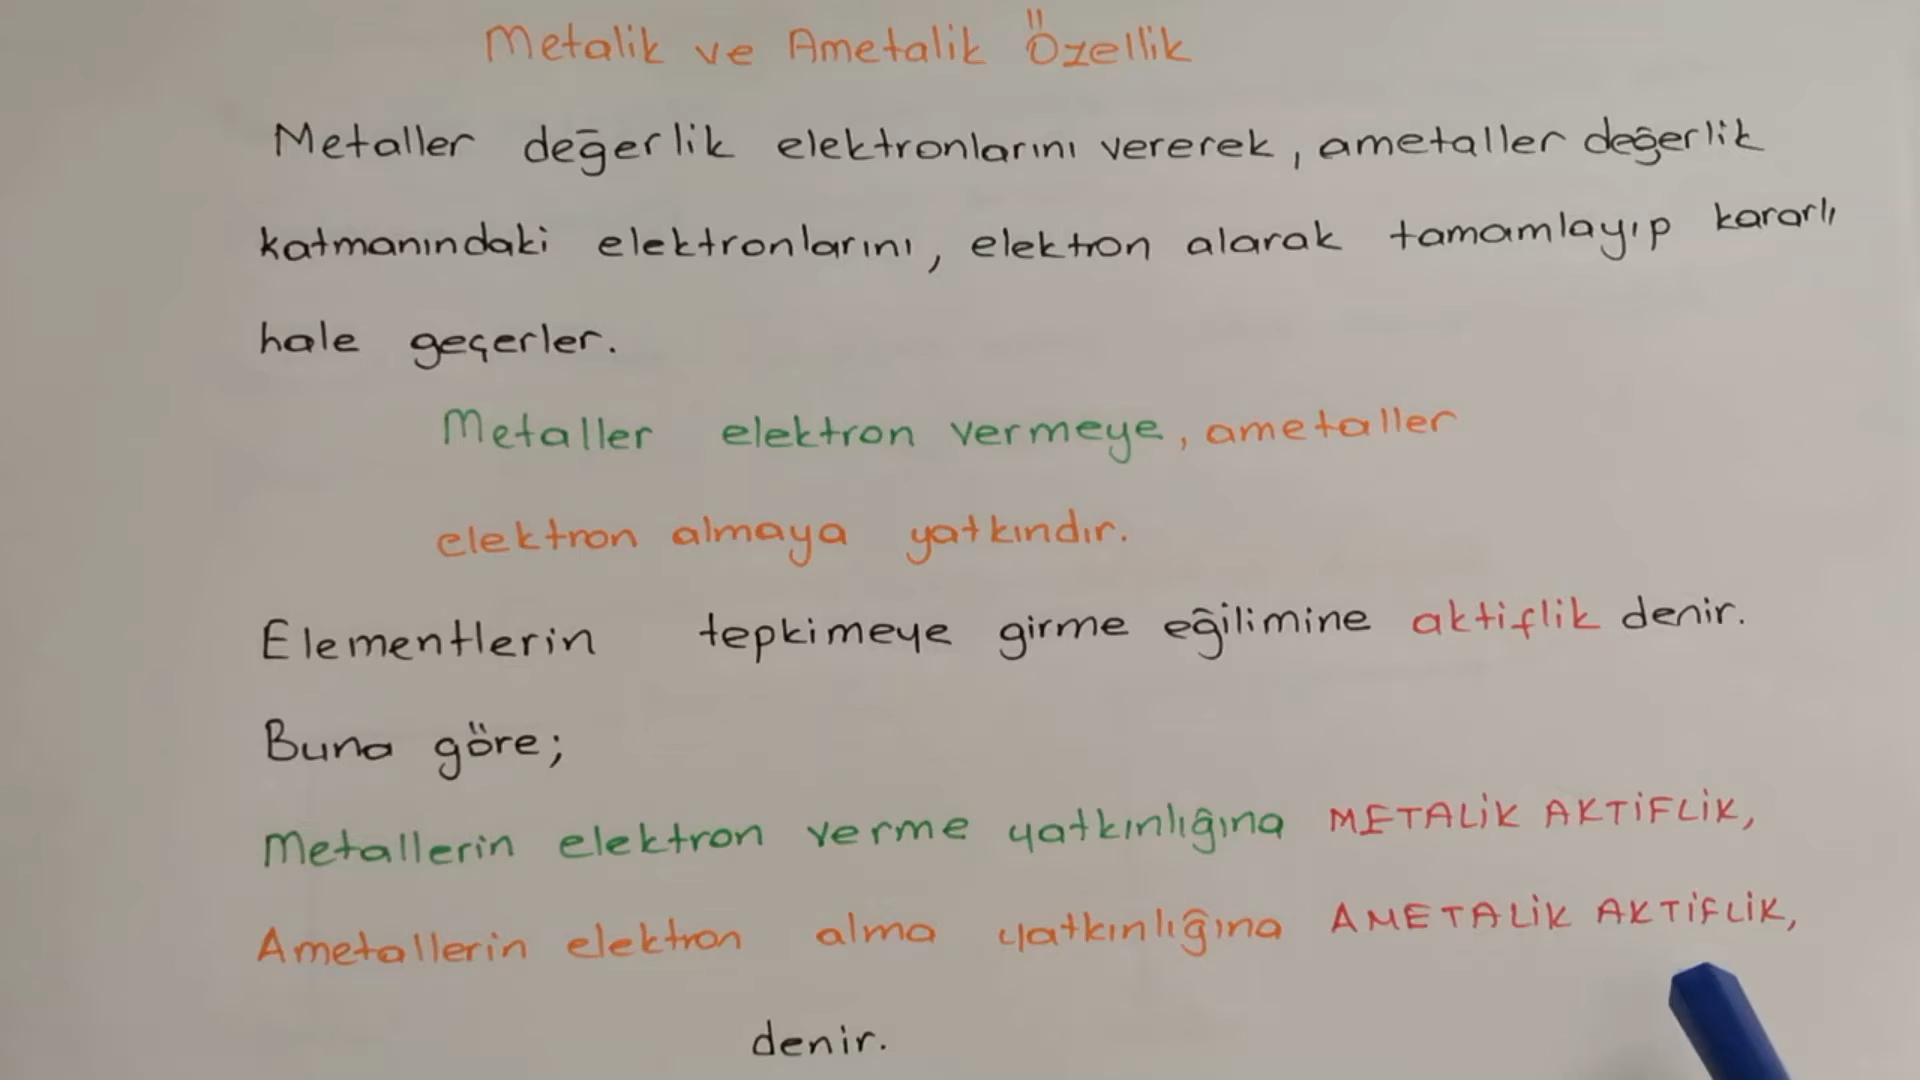 Metalik ve Ametalik Özellik
Metaller değerlik elektronlarını vererek, ametaller değerlik
katmanındaki elektronlarını, elektron alarak tamamlayıp kararlı
hale geçerler.
Metaller elektron vermeye, ametaller
elektron almaya yatkındır.
Elementlerin tepkimeye girme eğilimine aktiflik denir.
Buna göre;
Metallerin elektron verme yatkınlığına METALİK AKTİFLİK,
Ametallerin elektron alma yatkınlığına AMETALİK AKTİFLİK,
denir.